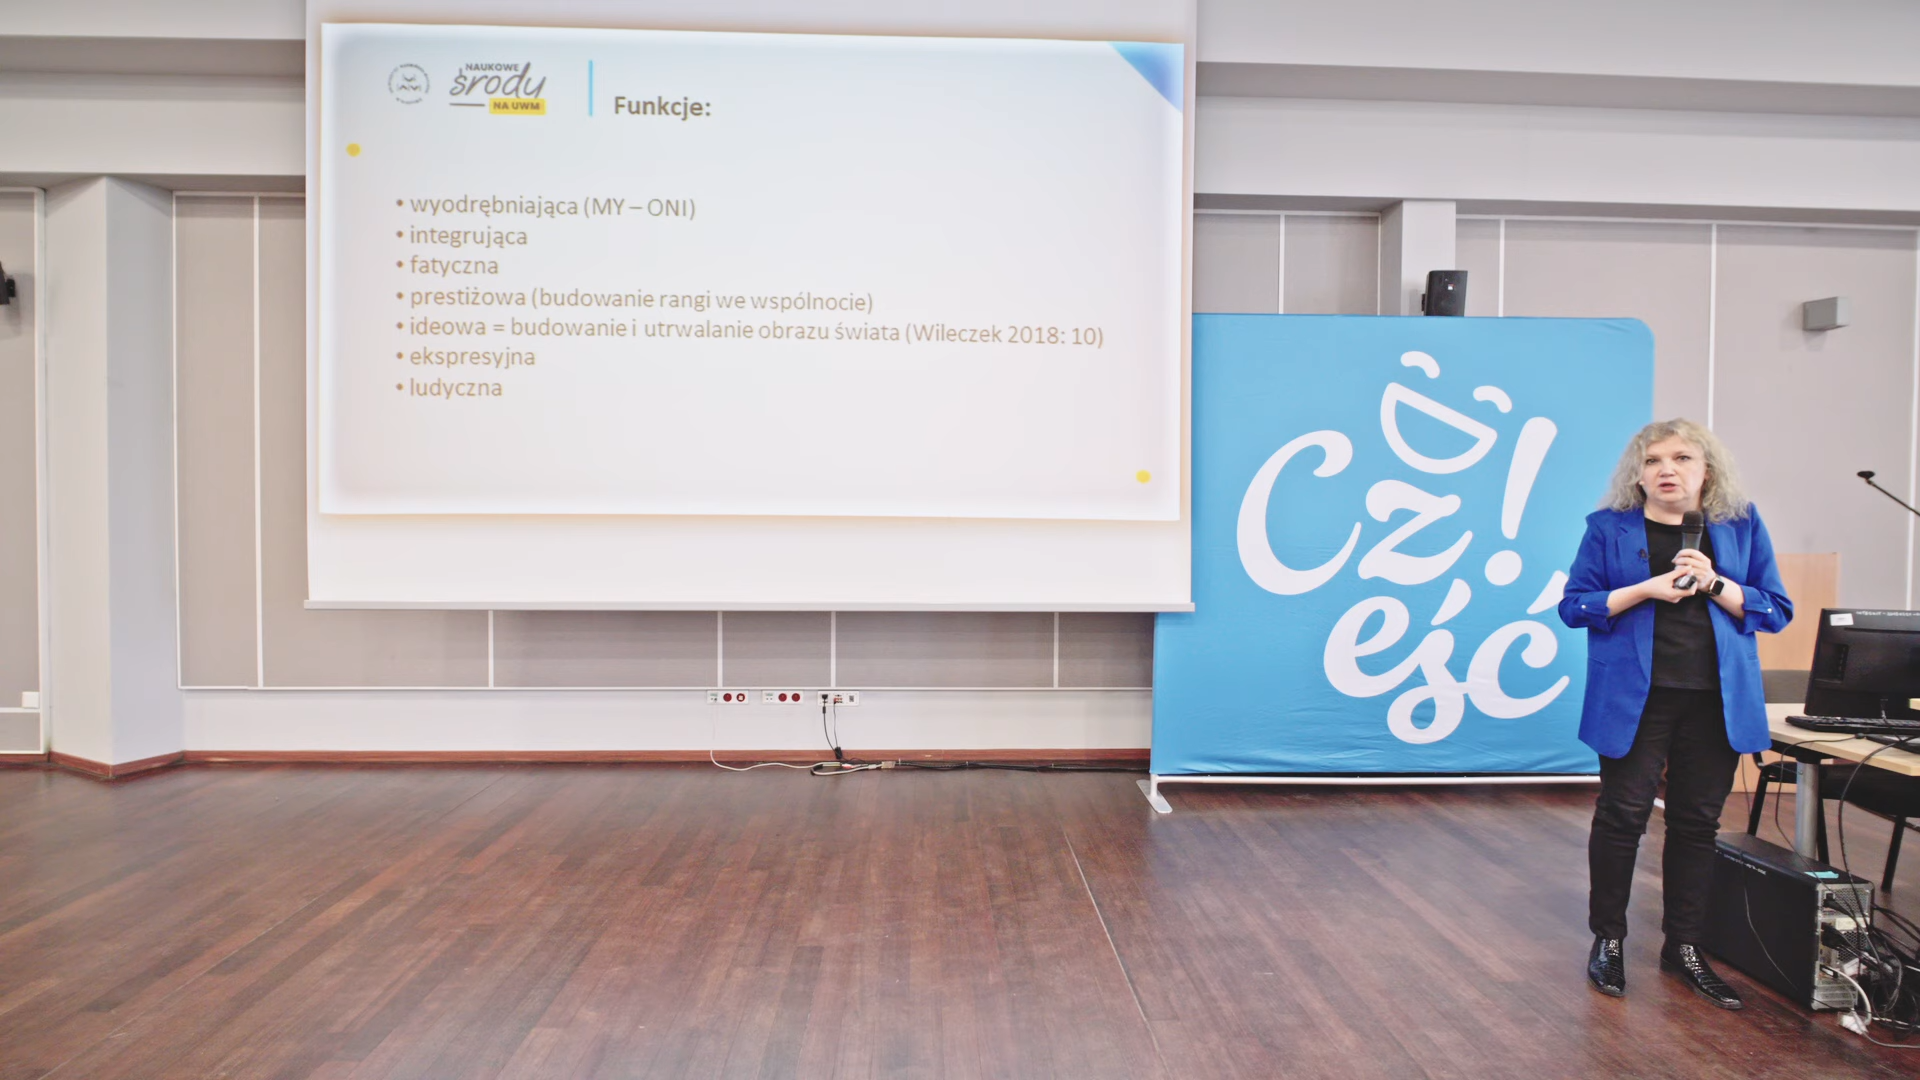 NAUKOWE
środy
NA UWM
Funkcje:
• wyodrębniająca (MY – ONI)
• integrująca
• fatyczna
• prestiżowa (budowanie rangi we wspólnocie)
• ideowa = budowanie i utrwalanie obrazu świata (Wileczek 2018: 10)
• ekspresyjna
• ludyczna
Cz!
eść